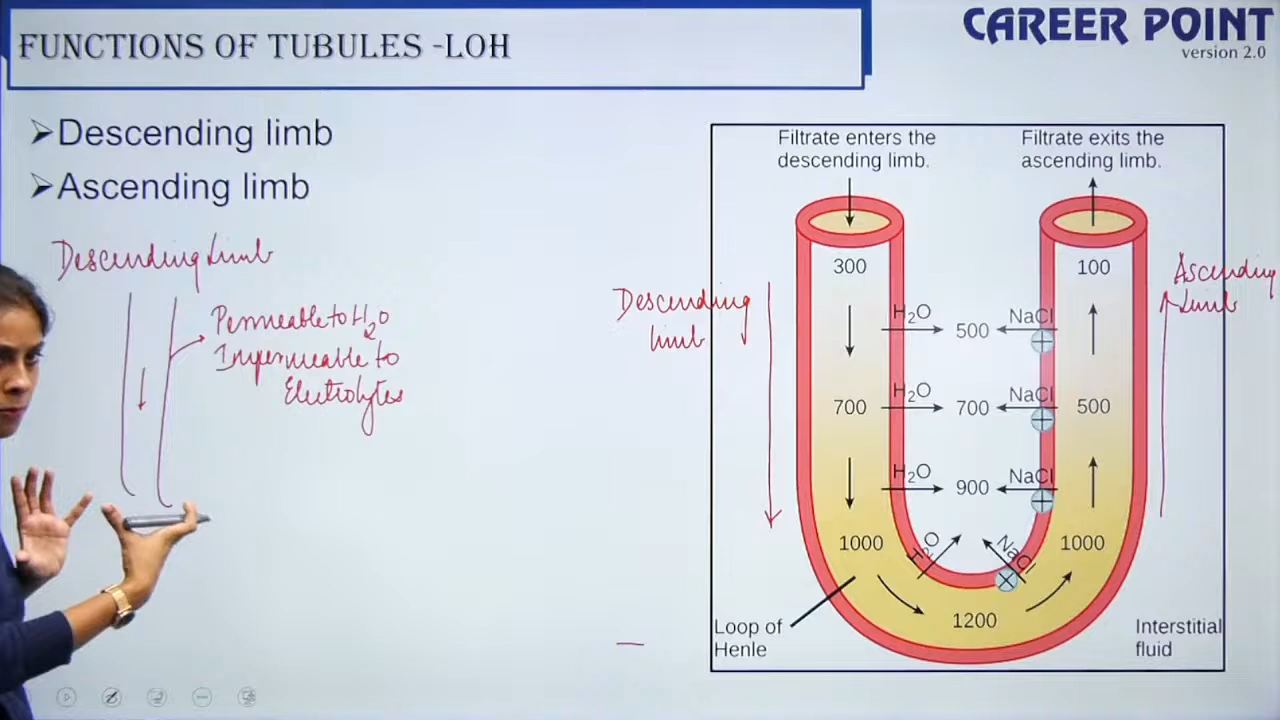 FUNCTIONS OF TUBULES -LOH
CAREER POINT
version 2.0
➢Descending limb
➢Ascending limb
Descending Limb
Permeable to H₂O
Impermeable to
Electrolytes
Filtrate enters the
descending limb.
Filtrate exits the
ascending limb.
Descending
limb
Ascending
Limb
300
100
H₂O
500
NaCl
700
H₂O
700
NaCl
500
H₂O
900
NaCl
1000
H₂O
NaCl
1000
1200
Loop of
Henle
Interstitial
fluid